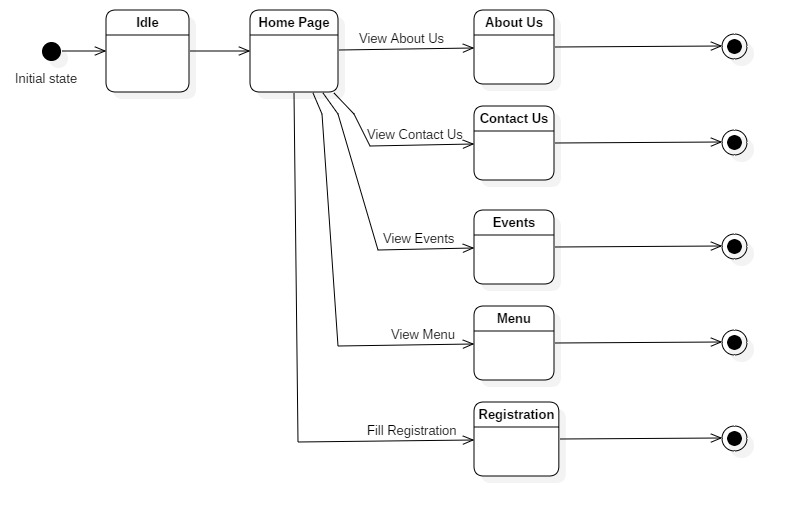 Idle
Home Page
About Us
View About Us
Initial state
Contact Us
View Contact Us
Events
View Events
Menu
View Menu
Registration
Fill Registration